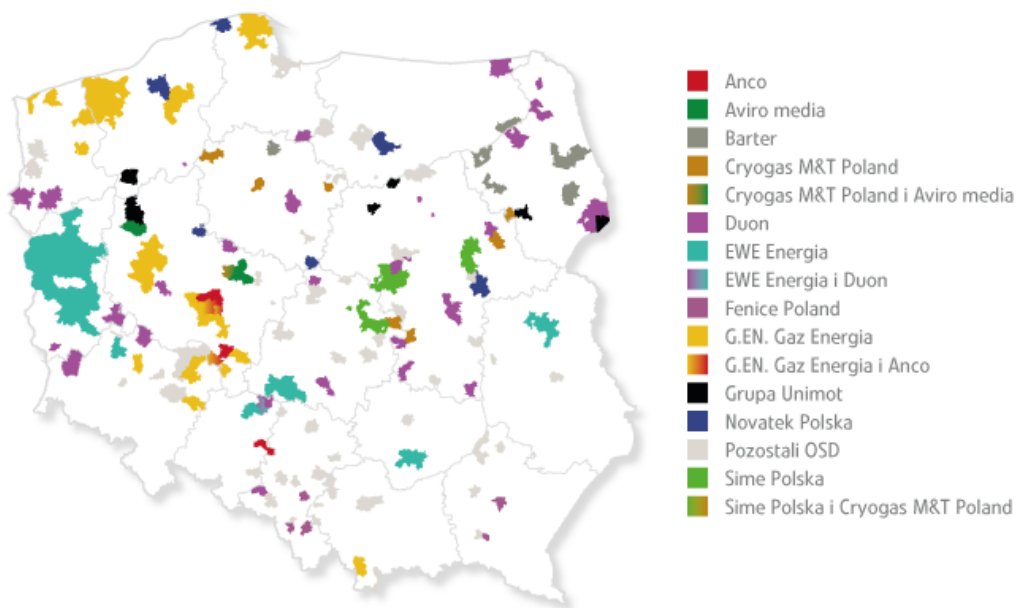 Anco
Aviro media
Barter
Cryogas M&T Poland
Cryogas M&T Poland i Aviro media
Duon
EWE Energia
EWE Energia i Duon
Fenice Poland
G.EN. Gaz Energia
G.EN. Gaz Energia i Anco
Grupa Unimot
Novatek Polska
Pozostali OSD
Sime Polska
Sime Polska i Cryogas M&T Poland